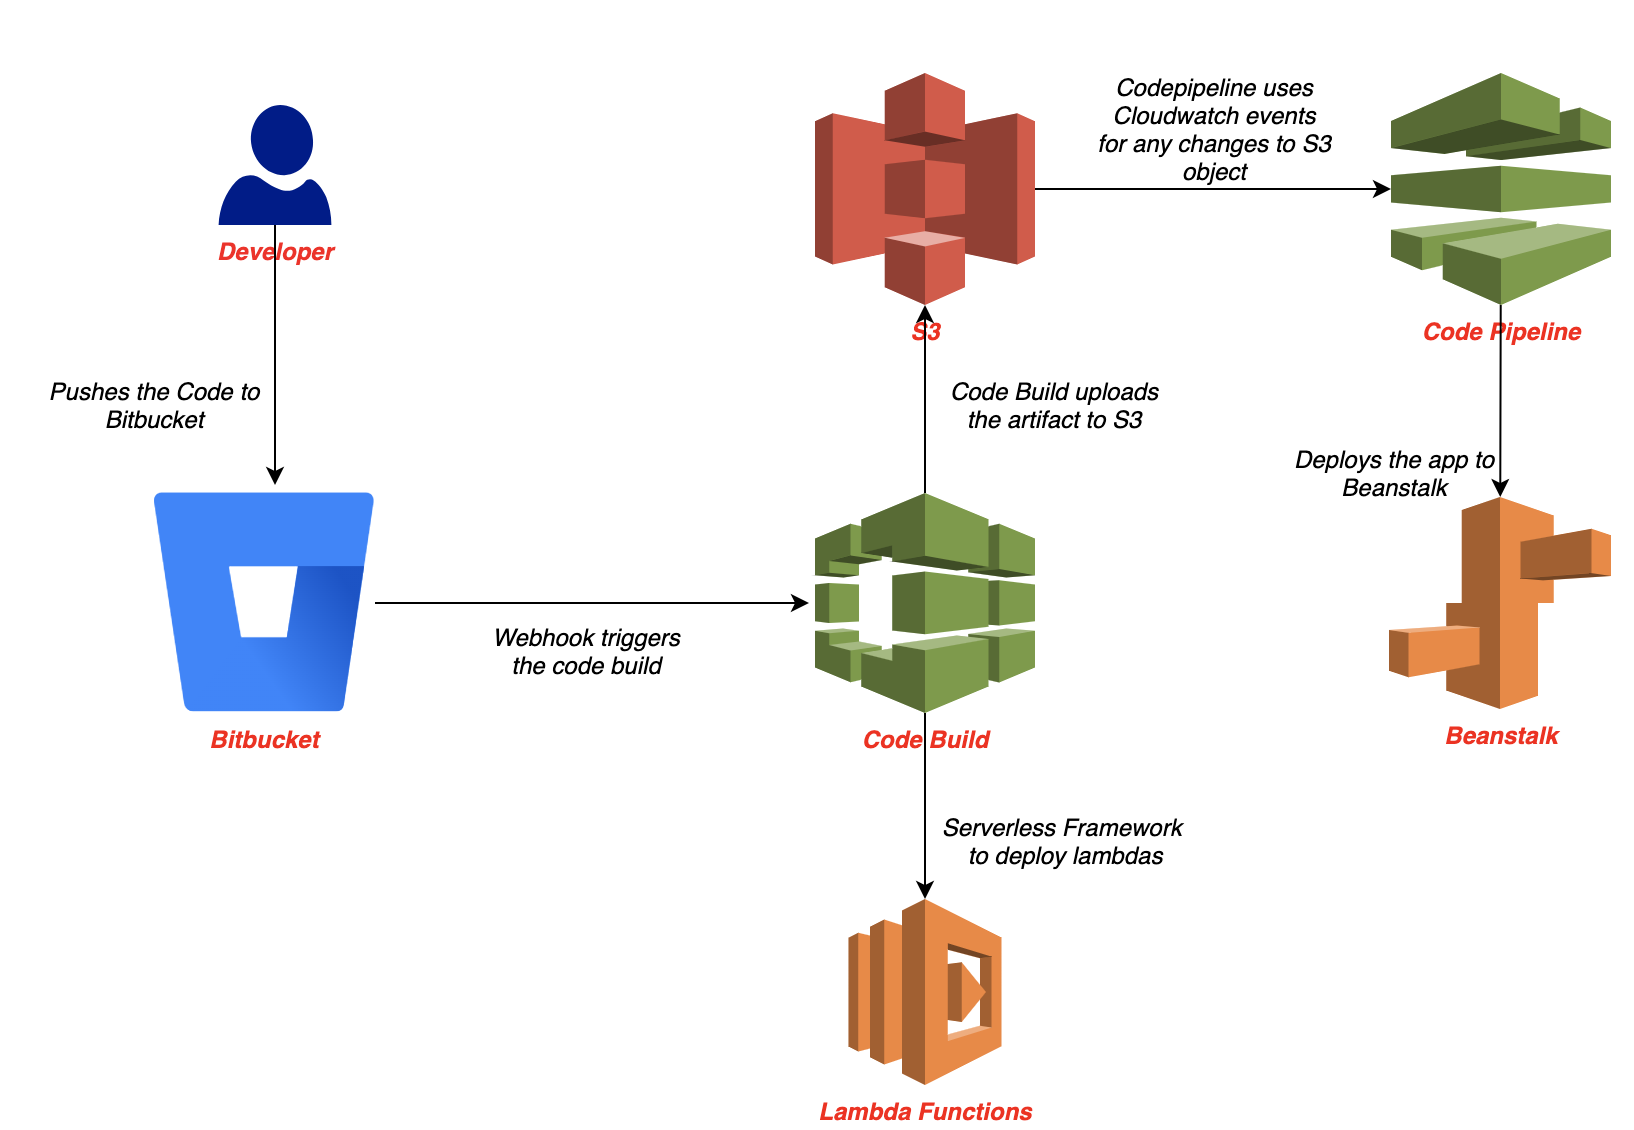 Codepipeline uses
Cloudwatch events
for any changes to S3
object
Developer
S3
Code Pipeline
Pushes the Code to
Bitbucket
Code Build uploads
the artifact to S3
Deploys the app to
Beanstalk
Webhook triggers
the code build
Bitbucket
Code Build
Beanstalk
Serverless Framework
to deploy lambdas
Lambda Functions